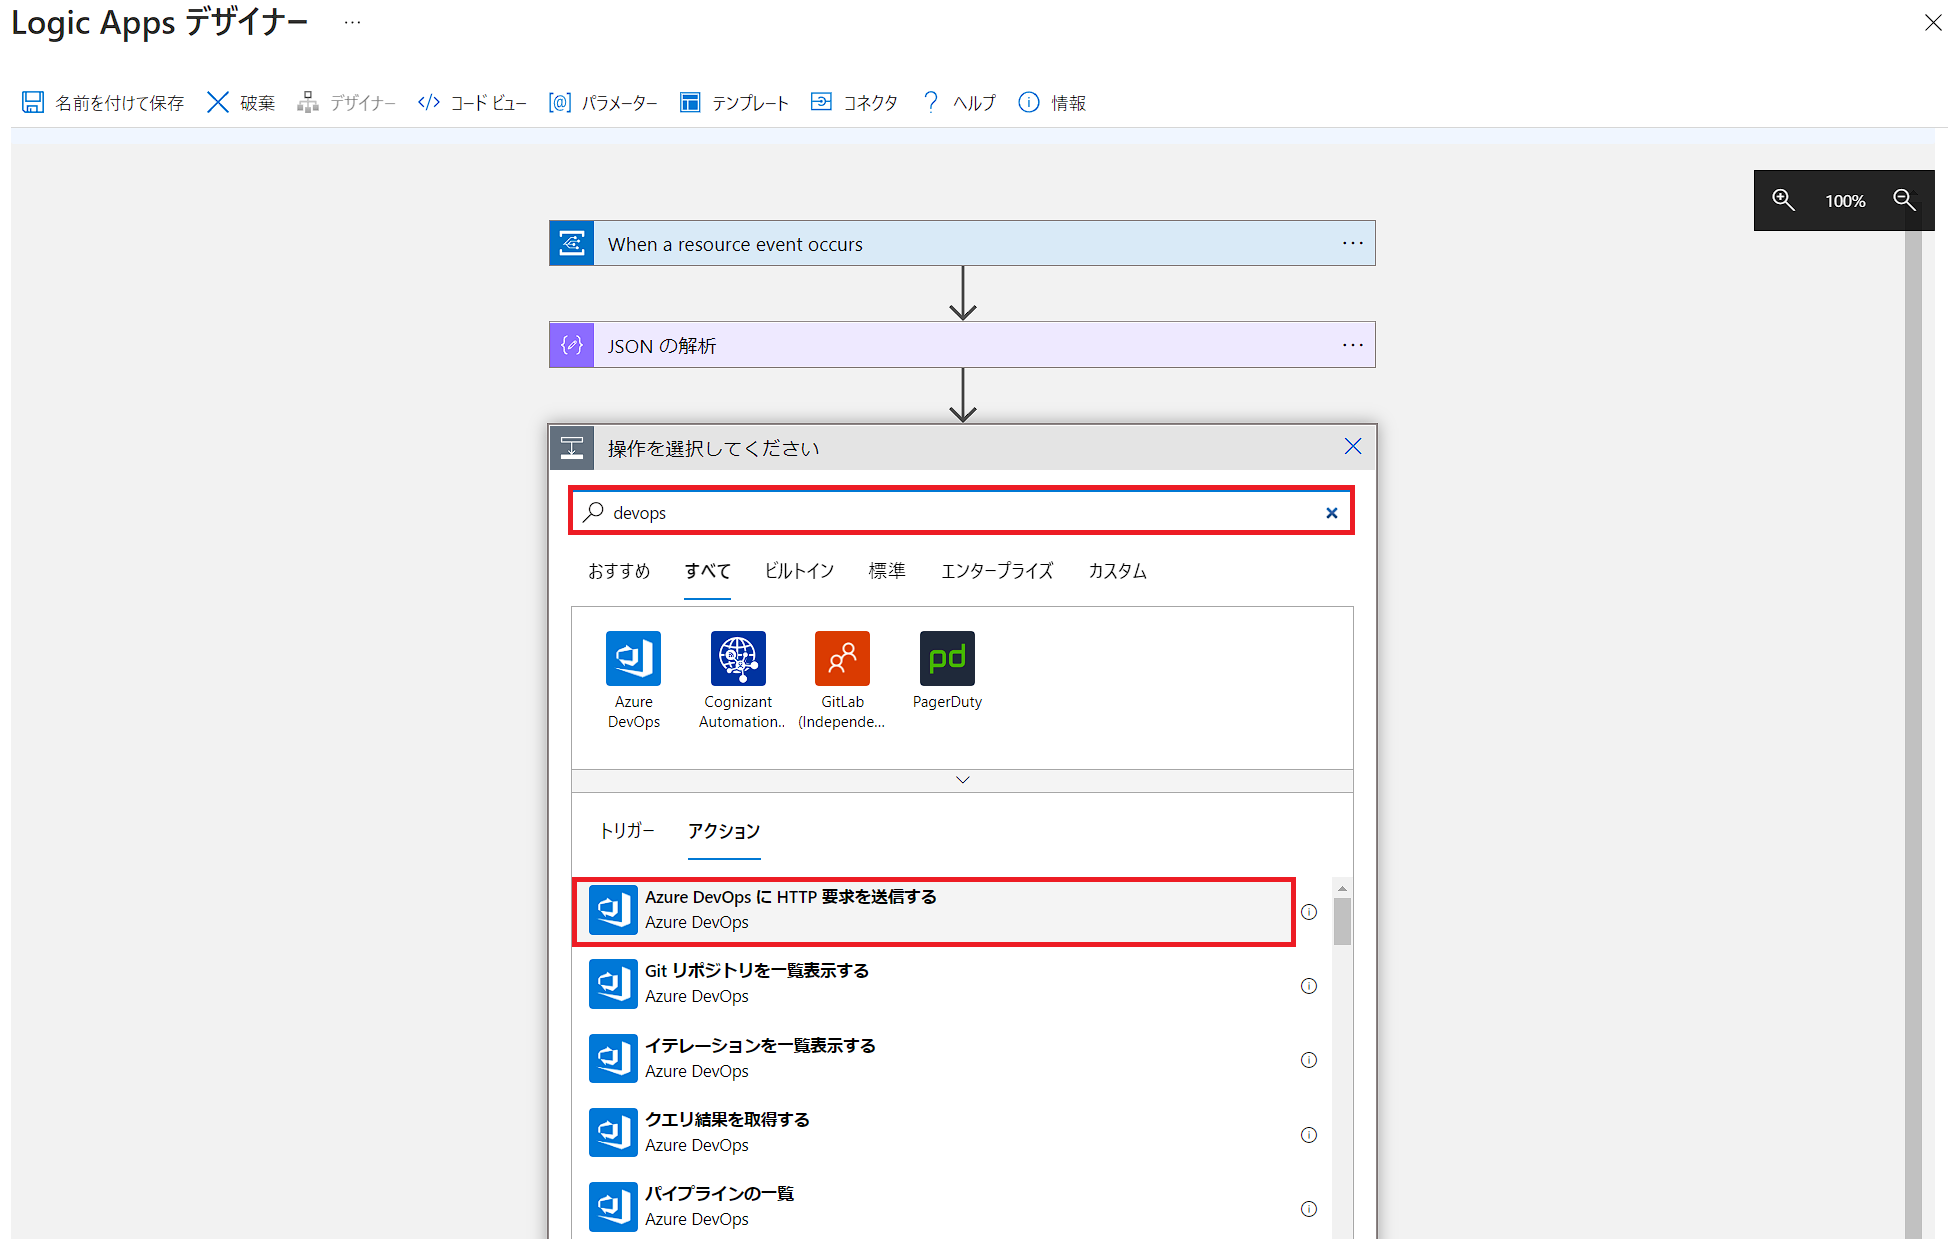 Logic Apps デザイナー ...
名前を付けて保存 破棄 デザイナー コード ビュー パラメーター テンプレート コネクタ ヘルプ 情報
100%
When a resource event occurs
JSON の解析
操作を選択してください
devops
おすすめ すべて ビルトイン 標準 エンタープライズ カスタム
Azure
DevOps
Cognizant
Automation..
GitLab
(Independe...
PagerDuty
pd
トリガー アクション
Azure DevOps に HTTP 要求を送信する
Azure DevOps
Git リポジトリを一覧表示する
Azure DevOps
イテレーションを一覧表示する
Azure DevOps
クエリ結果を取得する
Azure DevOps
パイプラインの一覧
Azure DevOps